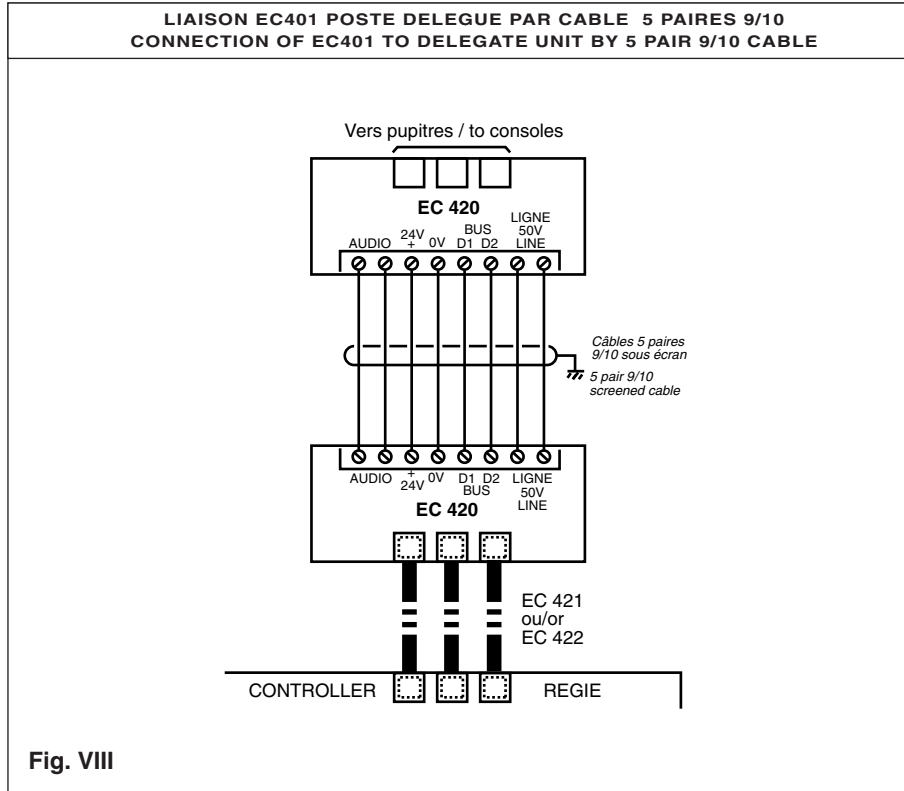 LIAISON EC401 POSTE DELEGUE PAR CABLE 5 PAIRES 9/10
CONNECTION OF EC401 TO DELEGATE UNIT BY 5 PAIR 9/10 CABLE
Vers pupitres / to consoles
EC 420
AUDIO
24V
+
0V
BUS
D1 D2
LIGNE
50V
LINE
Câbles 5 paires
9/10 sous écran
5 pair 9/10
screened cable
AUDIO
+
24V
0V
D1 D2
BUS
LIGNE
50V
LINE
EC 420
EC 421
ou/or
EC 422
CONTROLLER
REGIE
Fig. VIII